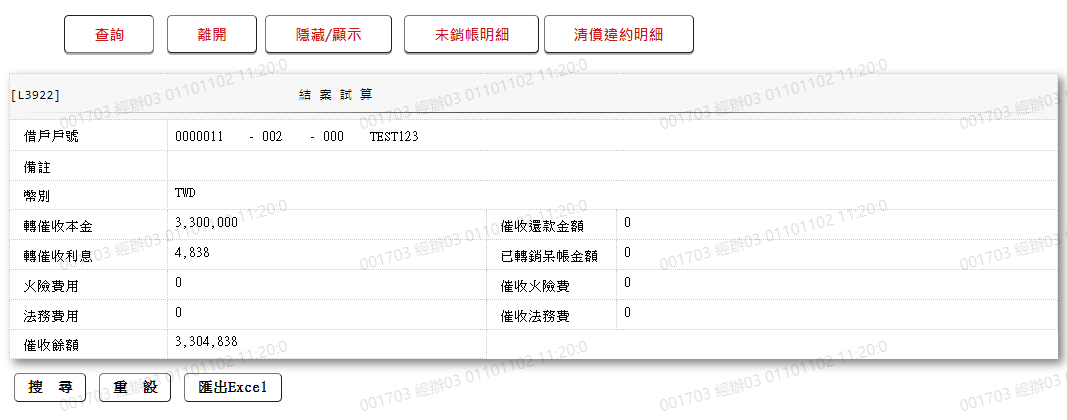 查詢 離開 隱藏/顯示 未銷帳明細 清償違約明細
001703 經辦03 01101102 11:20:0
[L3922] 結 案 試 算
借戶戶號 0000011 - 002 - 000 TEST123
備註
幣別 TWD
轉催收本金 3,300,000 催收還款金額 0
轉催收利息 4,838 已轉銷呆帳金額 0
火險費用 0 催收火險費 0
法務費用 0 催收法務費 0
催收餘額 3,304,838
搜 尋 重 設 匯出Excel